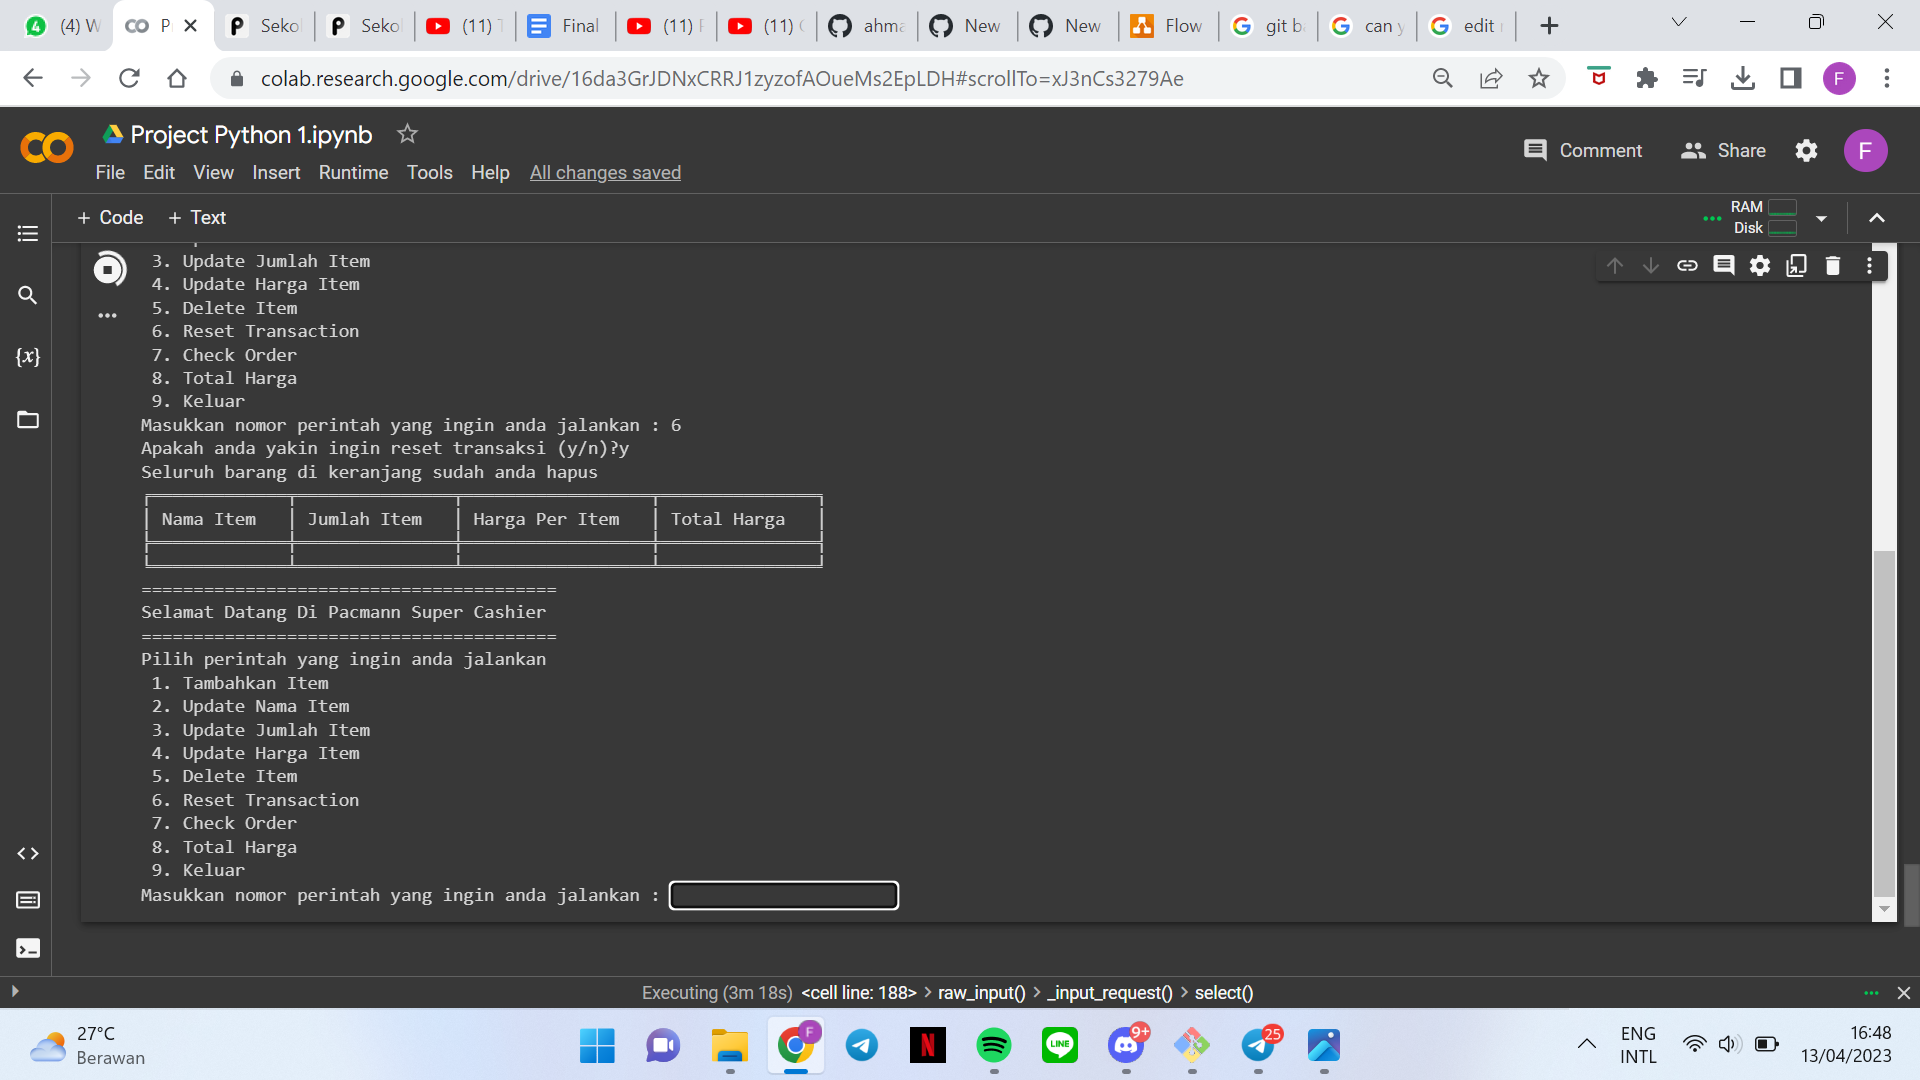 (4) W
P
Seko
Seko
(11) T
Final
(11) F
(11)
ahma
New
New
Flow
git b
can y
edit
colab.research.google.com/drive/16da3GrJDNxCRRJ1zyzofAOueMs2EpLDH#scrollTo=xJ3nCs3279Ae
F
Project Python 1.ipynb
Comment
Share
F
File Edit View Insert Runtime Tools Help All changes saved
+ Code + Text
RAM
Disk
3. Update Jumlah Item
4. Update Harga Item
5. Delete Item
6. Reset Transaction
7. Check Order
8. Total Harga
9. Keluar
Masukkan nomor perintah yang ingin anda jalankan : 6
Apakah anda yakin ingin reset transaksi (y/n)?y
Seluruh barang di keranjang sudah anda hapus
Nama Item Jumlah Item Harga Per Item Total Harga
========================================
Selamat Datang Di Pacmann Super Cashier
========================================
Pilih perintah yang ingin anda jalankan
1. Tambahkan Item
2. Update Nama Item
3. Update Jumlah Item
4. Update Harga Item
5. Delete Item
6. Reset Transaction
7. Check Order
8. Total Harga
9. Keluar
Masukkan nomor perintah yang ingin anda jalankan :
Executing (3m 18s) <cell line: 188> > raw_input() > _input_request() > select()
27°C
Berawan
F
N
LINE
9+
25
ENG
INTL
16:48
13/04/2023